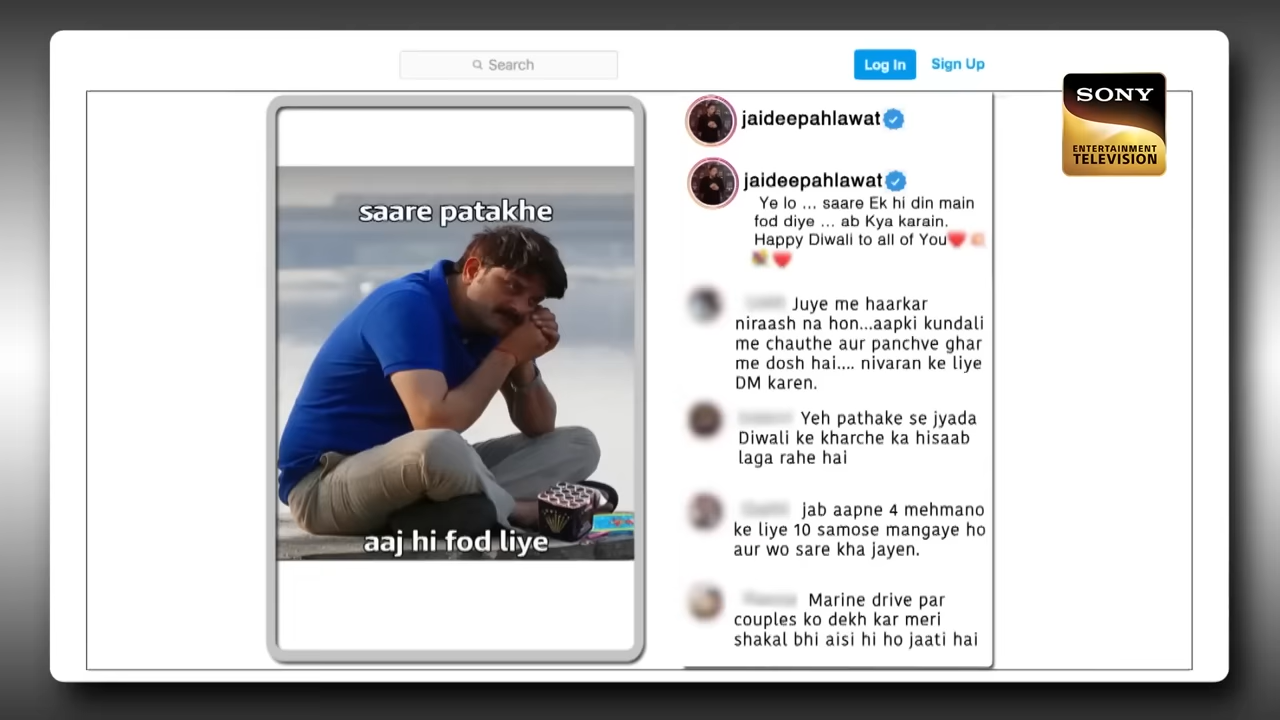 Search
Log In
Sign Up
SONY
ENTERTAINMENT
TELEVISION
saare patakhe
aaj hi fod liye
jaideepahlawat
jaideepahlawat
Ye lo ... saare Ek hi din main
fod diye ... ab Kya karain.
Happy Diwali to all of You
Juye me haarkar
niraash na hon...aapki kundali
me chauthe aur panchve ghar
me dosh hai.... nivaran ke liye
DM karen.
Yeh pathake se jyada
Diwali ke kharche ka hisaab
laga rahe hai
jab aapne 4 mehmano
ke liye 10 samose mangaye ho
aur wo sare kha jayen.
Marine drive par
couples ko dekh kar meri
shakal bhi aisi hi ho jaati hai